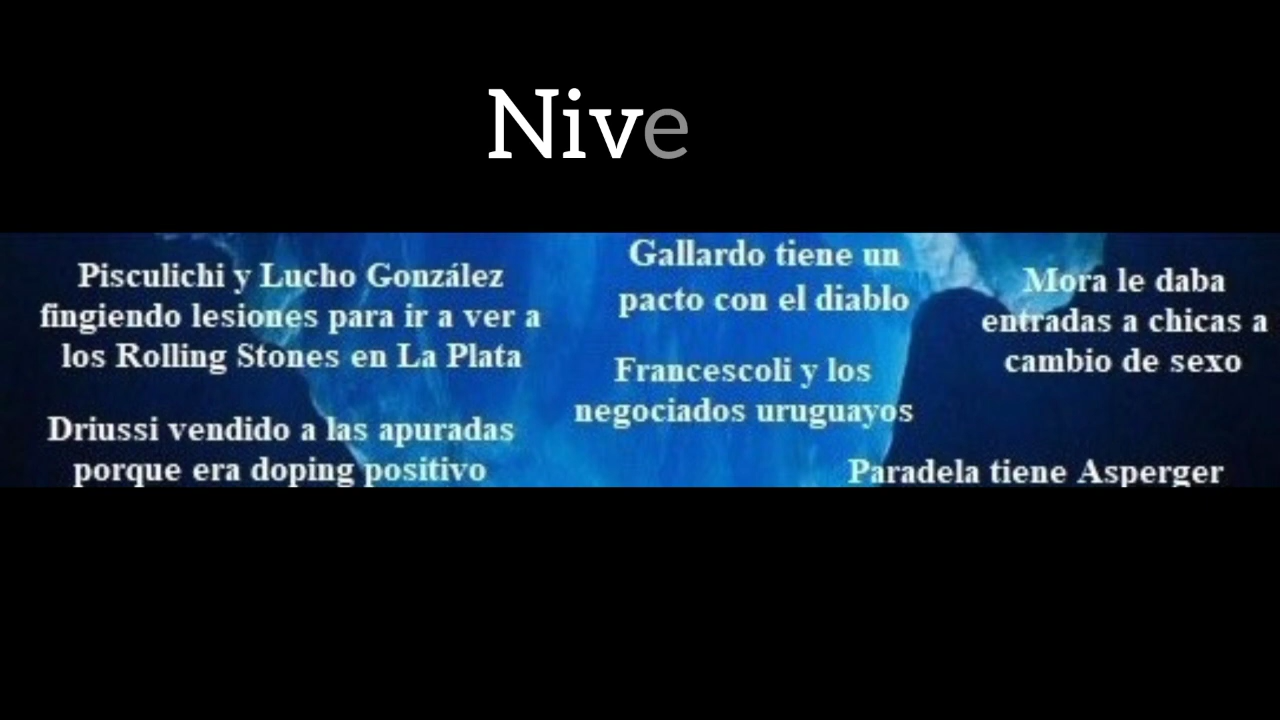 Nive
Pisculichi y Lucho González
fingiendo lesiones para ir a ver a
los Rolling Stones en La Plata
Gallardo tiene un
pacto con el diablo
Mora le daba
entradas a chicas a
cambio de sexo
Francescoli y los
negociados uruguayos
Driussi vendido a las apuradas
porque era doping positivo
Paradela tiene Asperger